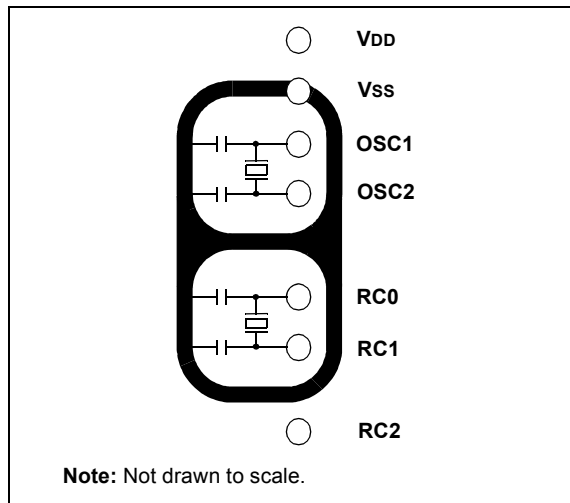 VDD
VSS
OSC1
OSC2
RC0
RC1
RC2
Note: Not drawn to scale.